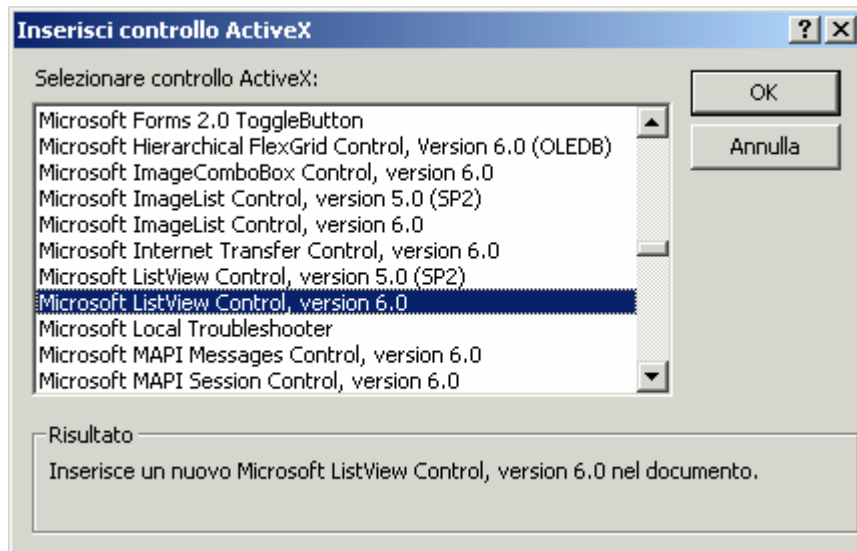 Inserisci controllo ActiveX
Selezionare controllo ActiveX:
OK
Annulla
Microsoft Forms 2.0 ToggleButton
Microsoft Hierarchical FlexGrid Control, Version 6.0 (OLEDB)
Microsoft ImageComboBox Control, version 6.0
Microsoft ImageList Control, version 5.0 (SP2)
Microsoft ImageList Control, version 6.0
Microsoft Internet Transfer Control, version 6.0
Microsoft ListView Control, version 5.0 (SP2)
Microsoft ListView Control, version 6.0
Microsoft Local Troubleshooter
Microsoft MAPI Messages Control, version 6.0
Microsoft MAPI Session Control, version 6.0
Risultato
Inserisce un nuovo Microsoft ListView Control, version 6.0 nel documento.